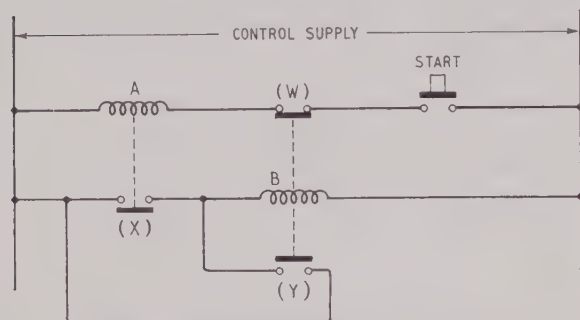 CONTROL SUPPLY
START
A
(W)
B
(X)
(Y)